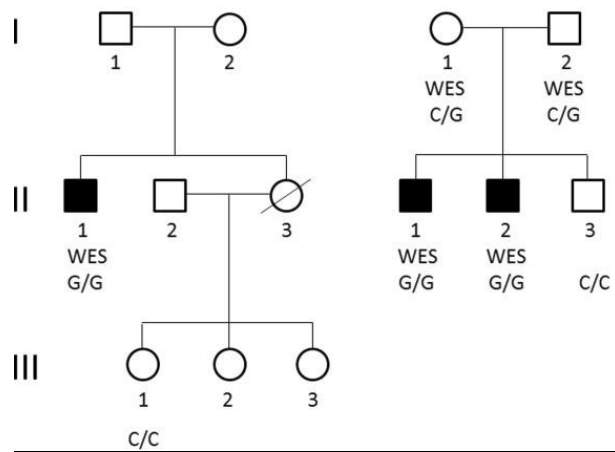 I
1 2 1 2
WES WES
C/G C/G
II
1 2 3 1 2 3
WES WES WES
G/G G/G G/G C/C
III
1 2 3
C/C